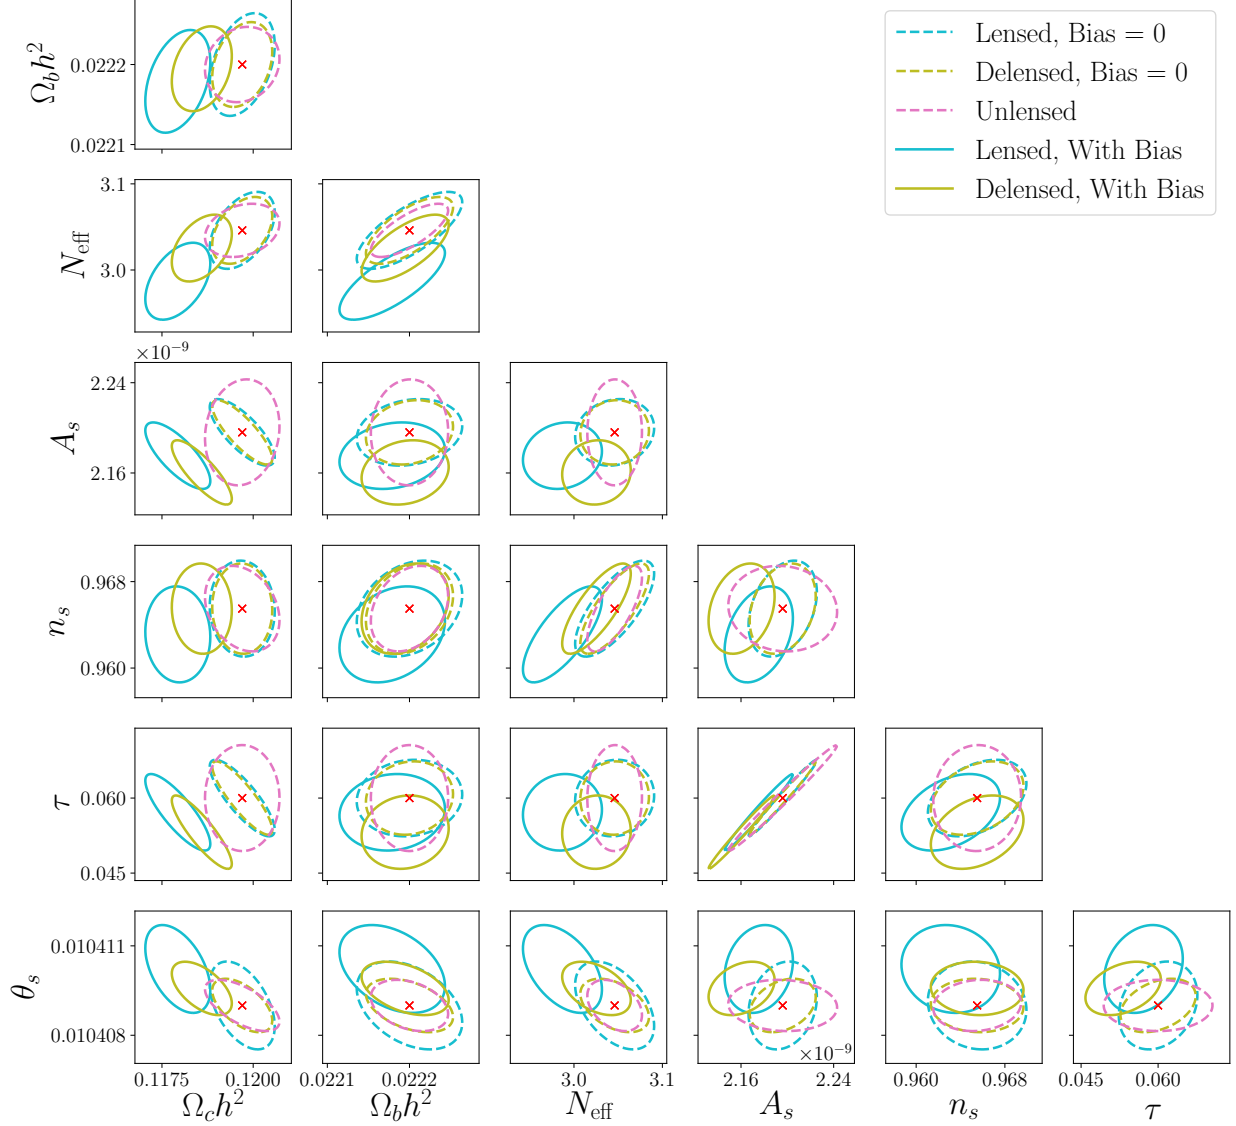 Lensed, Bias = 0
Delensed, Bias = 0
Unlensed
Lensed, With Bias
Delensed, With Bias
Ω_b h²
0.0222
0.0221
N_eff
3.1
3.0
×10⁻⁹
A_s
2.24
2.16
n_s
0.968
0.960
τ
0.060
0.045
θ_s
0.010411
0.010408
×10⁻⁹
0.1175 0.1200 0.0221 0.0222 3.0 3.1 2.16 2.24 0.960 0.968 0.045 0.060
Ω_c h² Ω_b h² N_eff A_s n_s τ